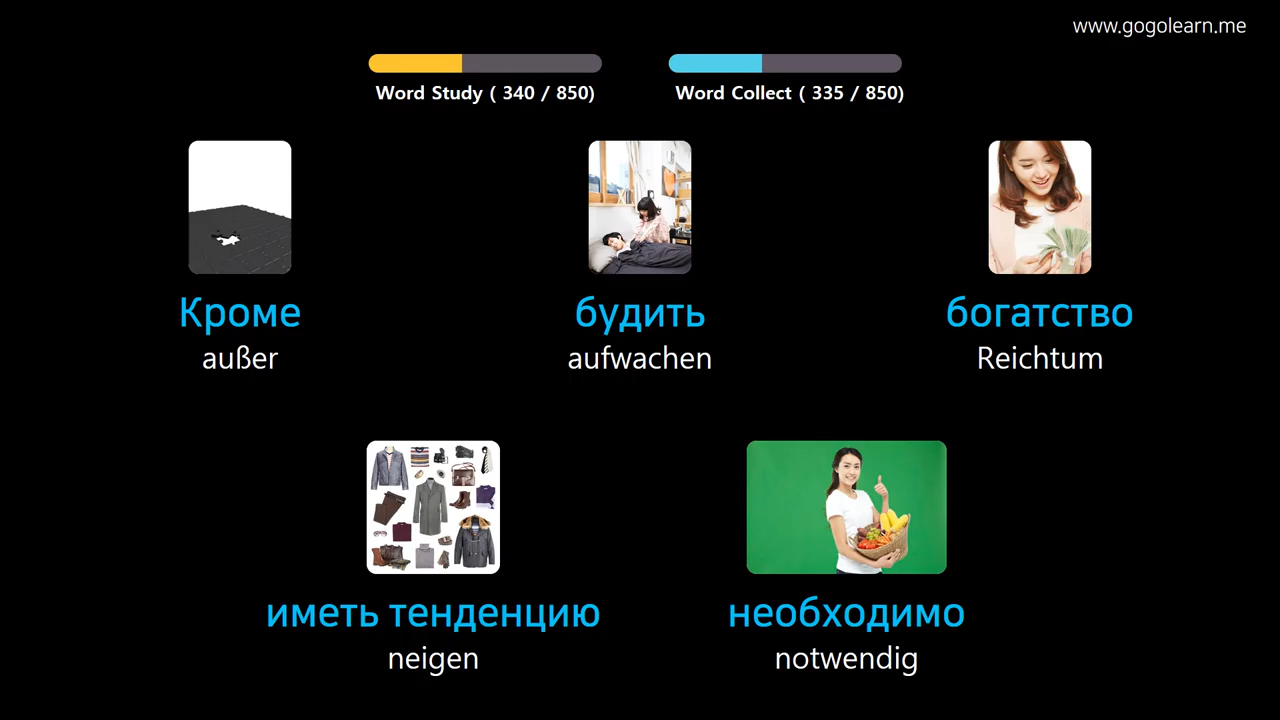 www.gogolearn.me
Word Study ( 340 / 850)
Word Collect ( 335 / 850)
Кроме
außer
будить
aufwachen
богатство
Reichtum
иметь тенденцию
neigen
необходимо
notwendig